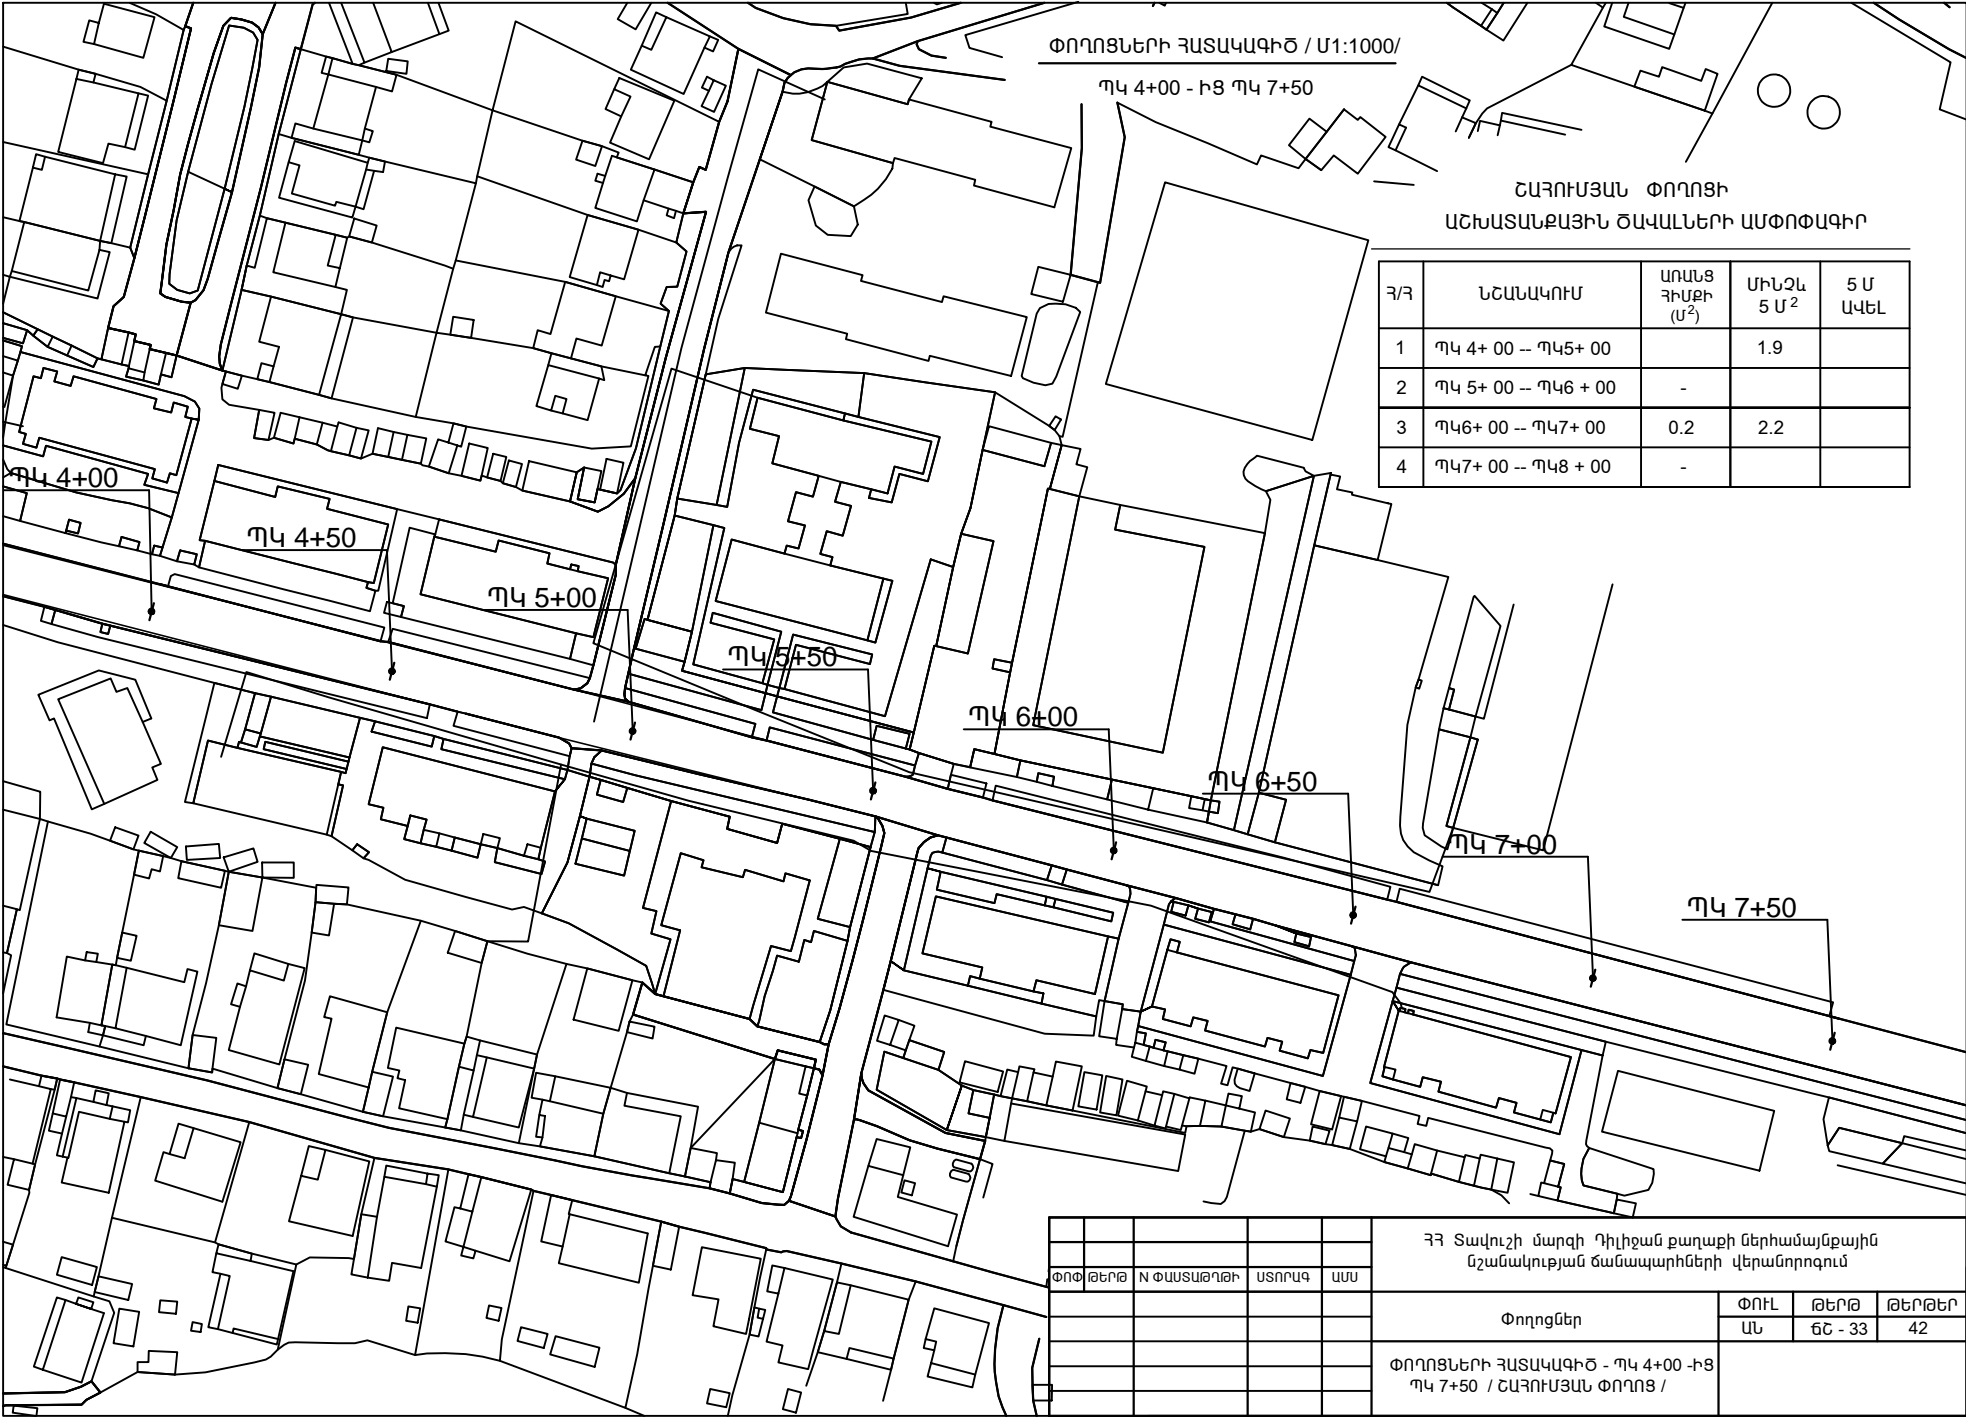 ՓՈՂՈՑՆԵՐԻ ՀԱՏԱԿԱԳԻԾ / Մ1:1000/
ՊԿ 4+00 - ԻՑ ՊԿ 7+50
ՇԱՀՈՒՄՅԱՆ ՓՈՂՈՑԻ
ԱՇԽԱՏԱՆՔԱՅԻՆ ԾԱՎԱԼՆԵՐԻ ԱՄՓՈՓԱԳԻՐ
Հ/Հ ՆՇԱՆԱԿՈՒՄ ԱՌԱՆՑ ՀԻՄՔԻ (Մ2) ՄԻՆՉև 5 Մ2 5 Մ ԱՎԵԼ
1 ՊԿ 4+ 00 -- ՊԿ5+ 00 1.9
2 ՊԿ 5+ 00 -- ՊԿ6 + 00 -
3 ՊԿ6+ 00 -- ՊԿ7+ 00 0.2 2.2
4 ՊԿ7+ 00 -- ՊԿ8 + 00 -
ՊԿ 4+00
ՊԿ 4+50
ՊԿ 5+00
ՊԿ 5+50
ՊԿ 6+00
ՊԿ 6+50
ՊԿ 7+00
ՊԿ 7+50
ՓՈՓ ԹԵՐԹ N ՓԱՍՏԱԹՂԹԻ ՍՏՈՐԱԳ ԱՄՍ
ՀՀ Տավուշի մարզի Դիլիջան քաղաքի ներհամայնքային
նշանակության ճանապարհների վերանորոգում
Փողոցներ
ՓՈՒԼ ԹԵՐԹ ԹԵՐԹԵՐ
ԱՆ ՃՇ - 33 42
ՓՈՂՈՑՆԵՐԻ ՀԱՏԱԿԱԳԻԾ - ՊԿ 4+00 -ԻՑ
ՊԿ 7+50 / ՇԱՀՈՒՄՅԱՆ ՓՈՂՈՑ /